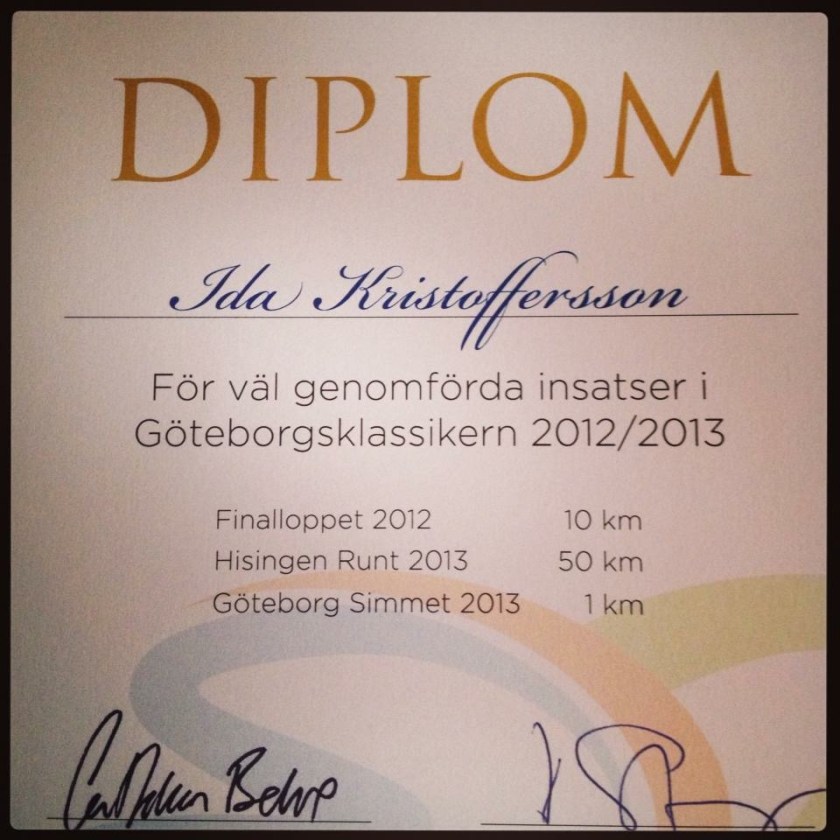 DIPLOM
Ida Kristoffersson
För väl genomförda insatser i
Göteborgsklassikern 2012/2013
Finalloppet 2012 10 km
Hisingen Runt 2013 50 km
Göteborg Simmet 2013 1 km